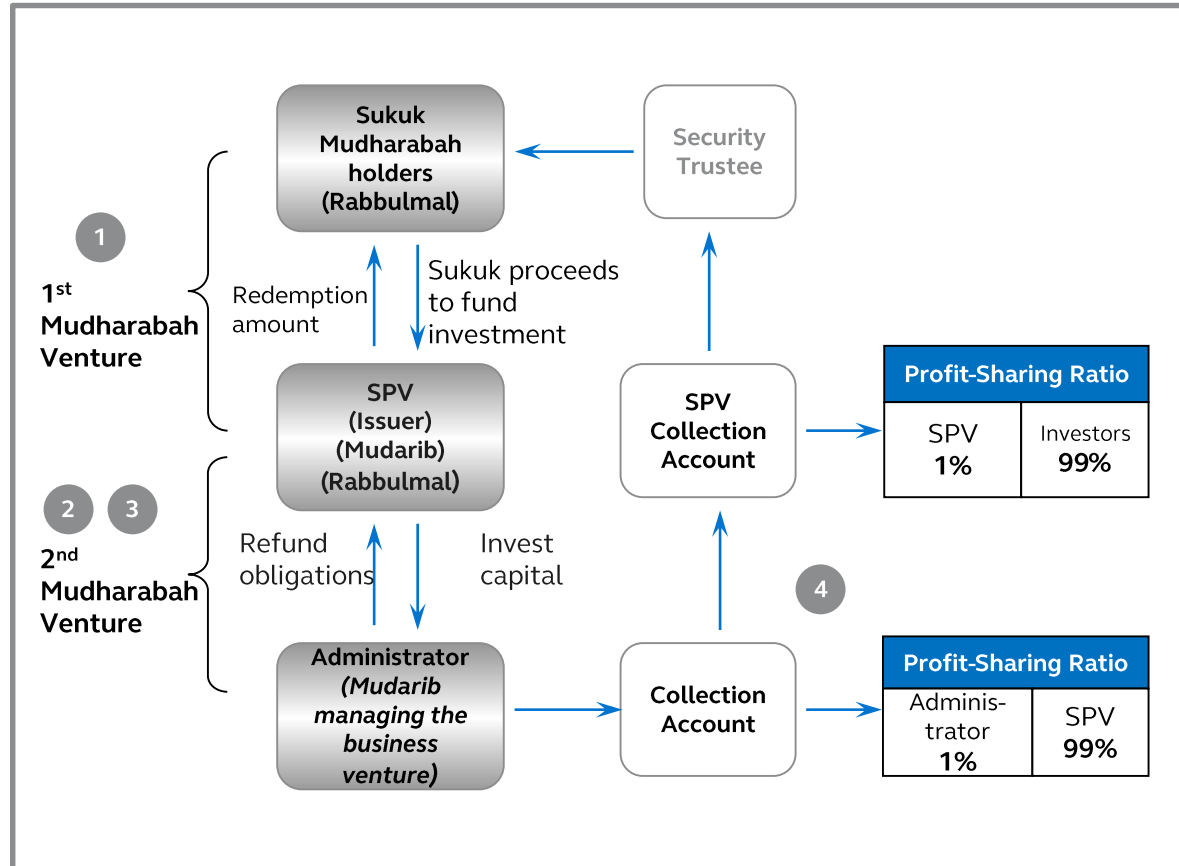 Sukuk
Mudharabah
holders
(Rabbulmal)
Security
Trustee
1
1st
Mudharabah
Venture
Redemption
amount
Sukuk proceeds
to fund
investment
SPV
(Issuer)
(Mudarib)
(Rabbulmal)
SPV
Collection
Account
Profit-Sharing Ratio
SPV
1%
Investors
99%
2 3
2nd
Mudharabah
Venture
Refund
obligations
Invest
capital
4
Administrator
(Mudarib
managing the
business
venture)
Collection
Account
Profit-Sharing Ratio
Adminis-
trator
1%
SPV
99%